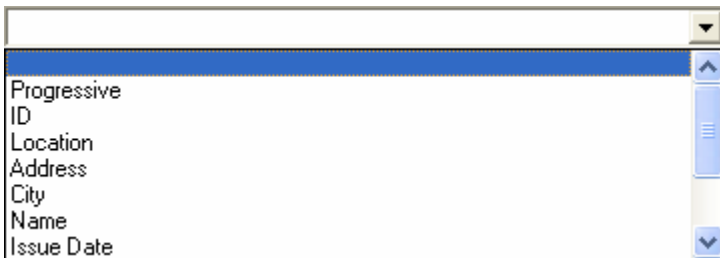 Progressive
ID
Location
Address
City
Name
Issue Date